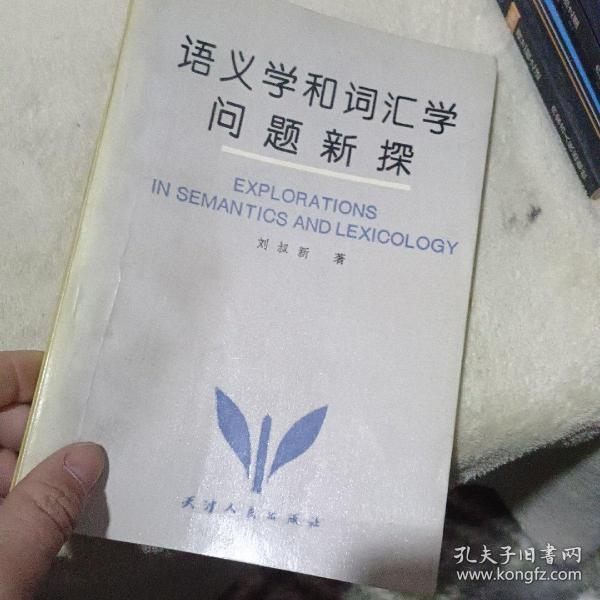 语义学和词汇学
问题新探
EXPLORATIONS
IN SEMANTICS AND LEXICOLOGY
刘叔新 著
天津人民出版社
孔夫子旧书网
www.kongfz.com